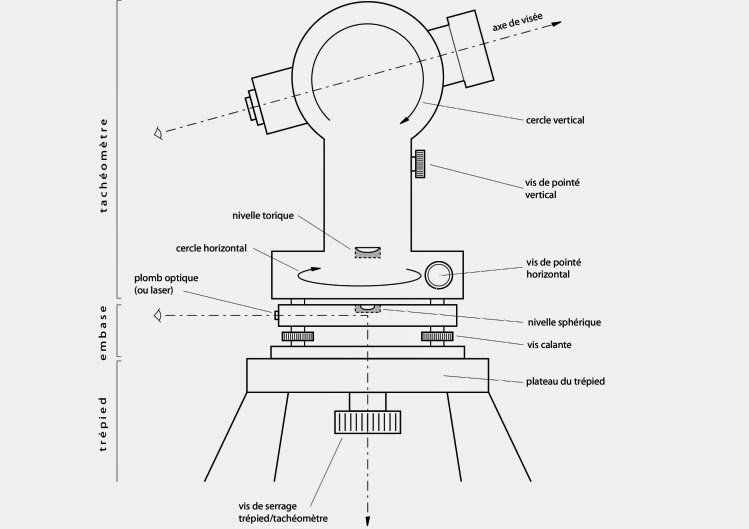 axe de visée
tachéomètre
cercle vertical
vis de pointé
vertical
nivelle torique
cercle horizontal
vis de pointé
horizontal
plomb optique
(ou laser)
embase
nivelle sphérique
vis calante
plateau du trépied
trépied
vis de serrage
trépied/tachéomètre